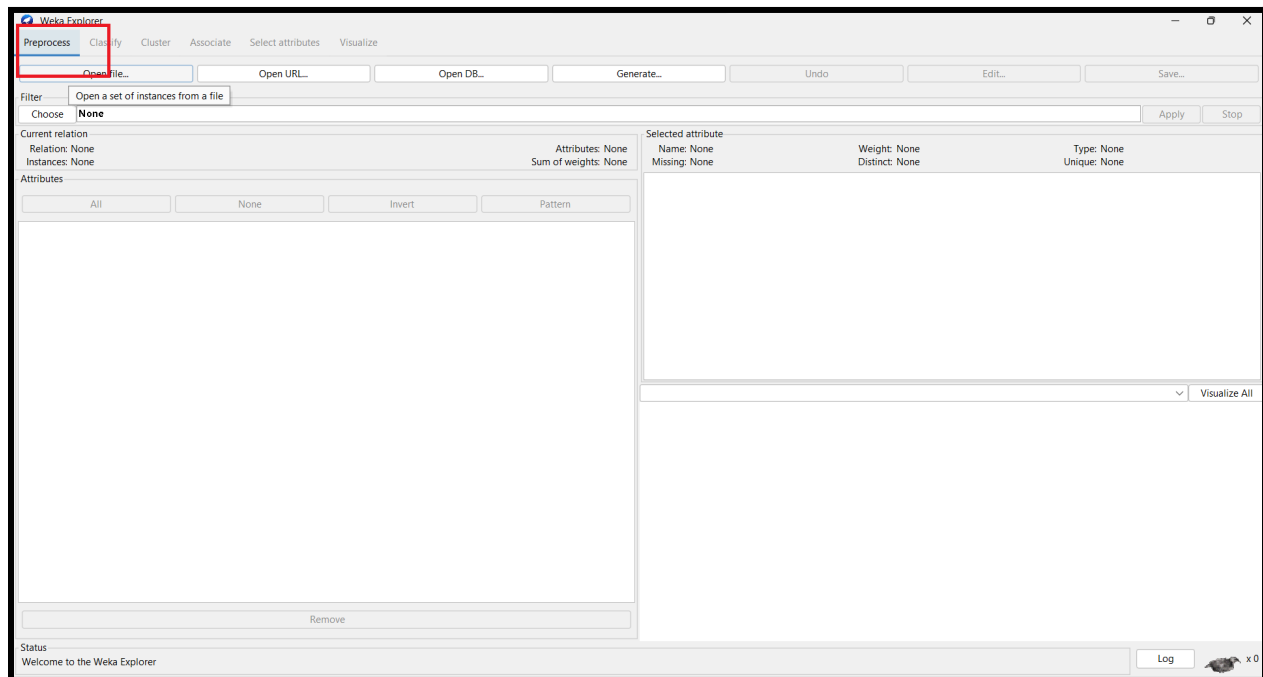 Weka Explorer
Preprocess Classify Cluster Associate Select attributes Visualize
Open file... Open URL... Open DB... Generate... Undo Edit... Save...
Filter
Open a set of instances from a file
Choose None Apply Stop
Current relation
Relation: None Attributes: None
Instances: None Sum of weights: None
Selected attribute
Name: None Weight: None Type: None
Missing: None Distinct: None Unique: None
Attributes
All None Invert Pattern
Visualize All
Remove
Status
Welcome to the Weka Explorer
Log x 0